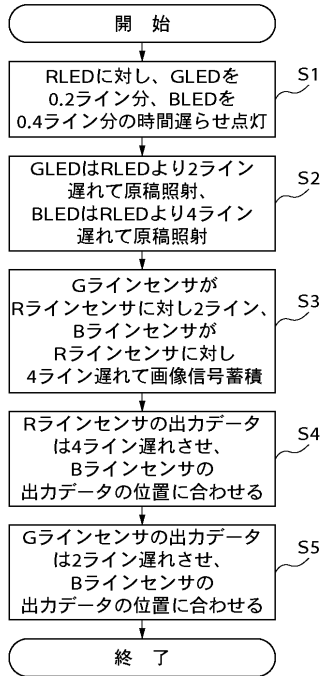 開始
RLEDに対し、GLEDを
0.2ライン分、BLEDを
0.4ライン分の時間遅らせ点灯
S1
GLEDはRLEDより2ライン
遅れて原稿照射、
BLEDはRLEDより4ライン
遅れて原稿照射
S2
Gラインセンサが
Rラインセンサに対し2ライン、
Bラインセンサが
Rラインセンサに対し
4ライン遅れて画像信号蓄積
S3
Rラインセンサの出力データ
は4ライン遅れさせ、
Bラインセンサの
出力データの位置に合わせる
S4
Gラインセンサの出力データ
は2ライン遅れさせ、
Bラインセンサの
出力データの位置に合わせる
S5
終了